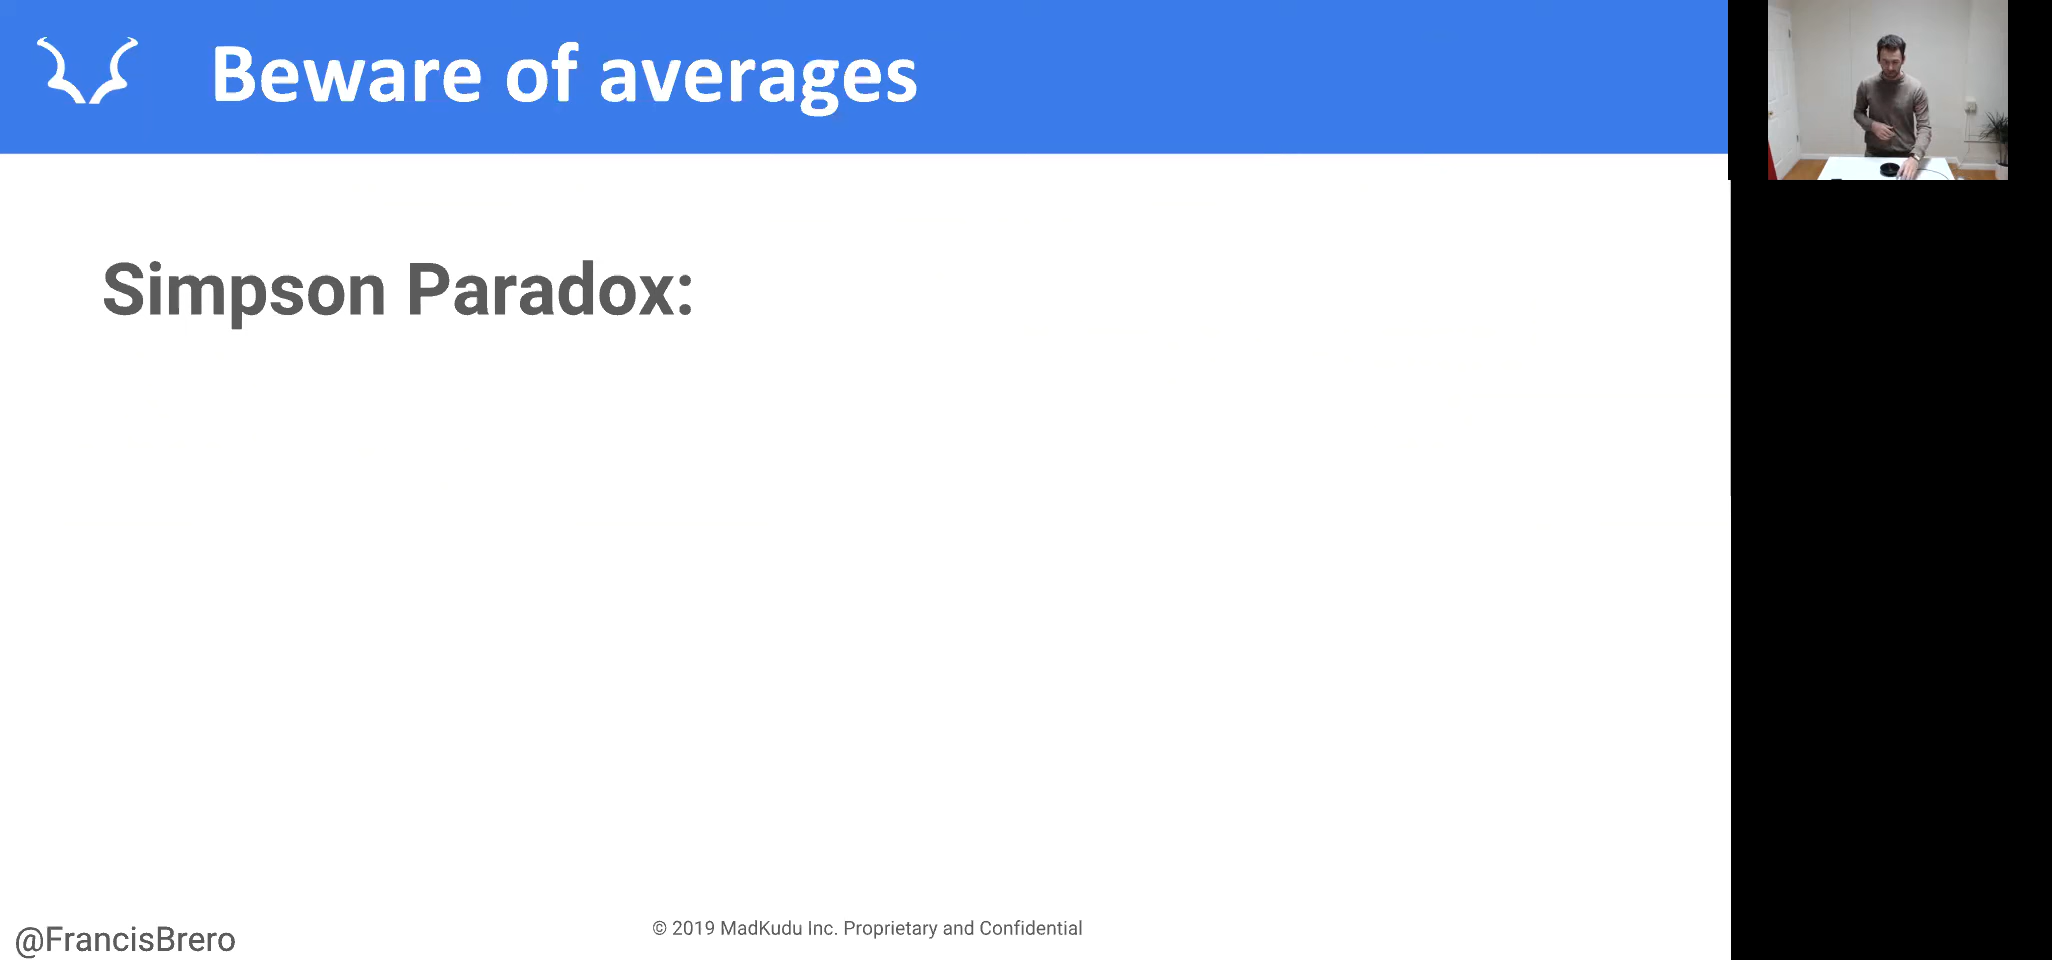 Beware of averages
Simpson Paradox:
@FrancisBrero
© 2019 MadKudu Inc. Proprietary and Confidential